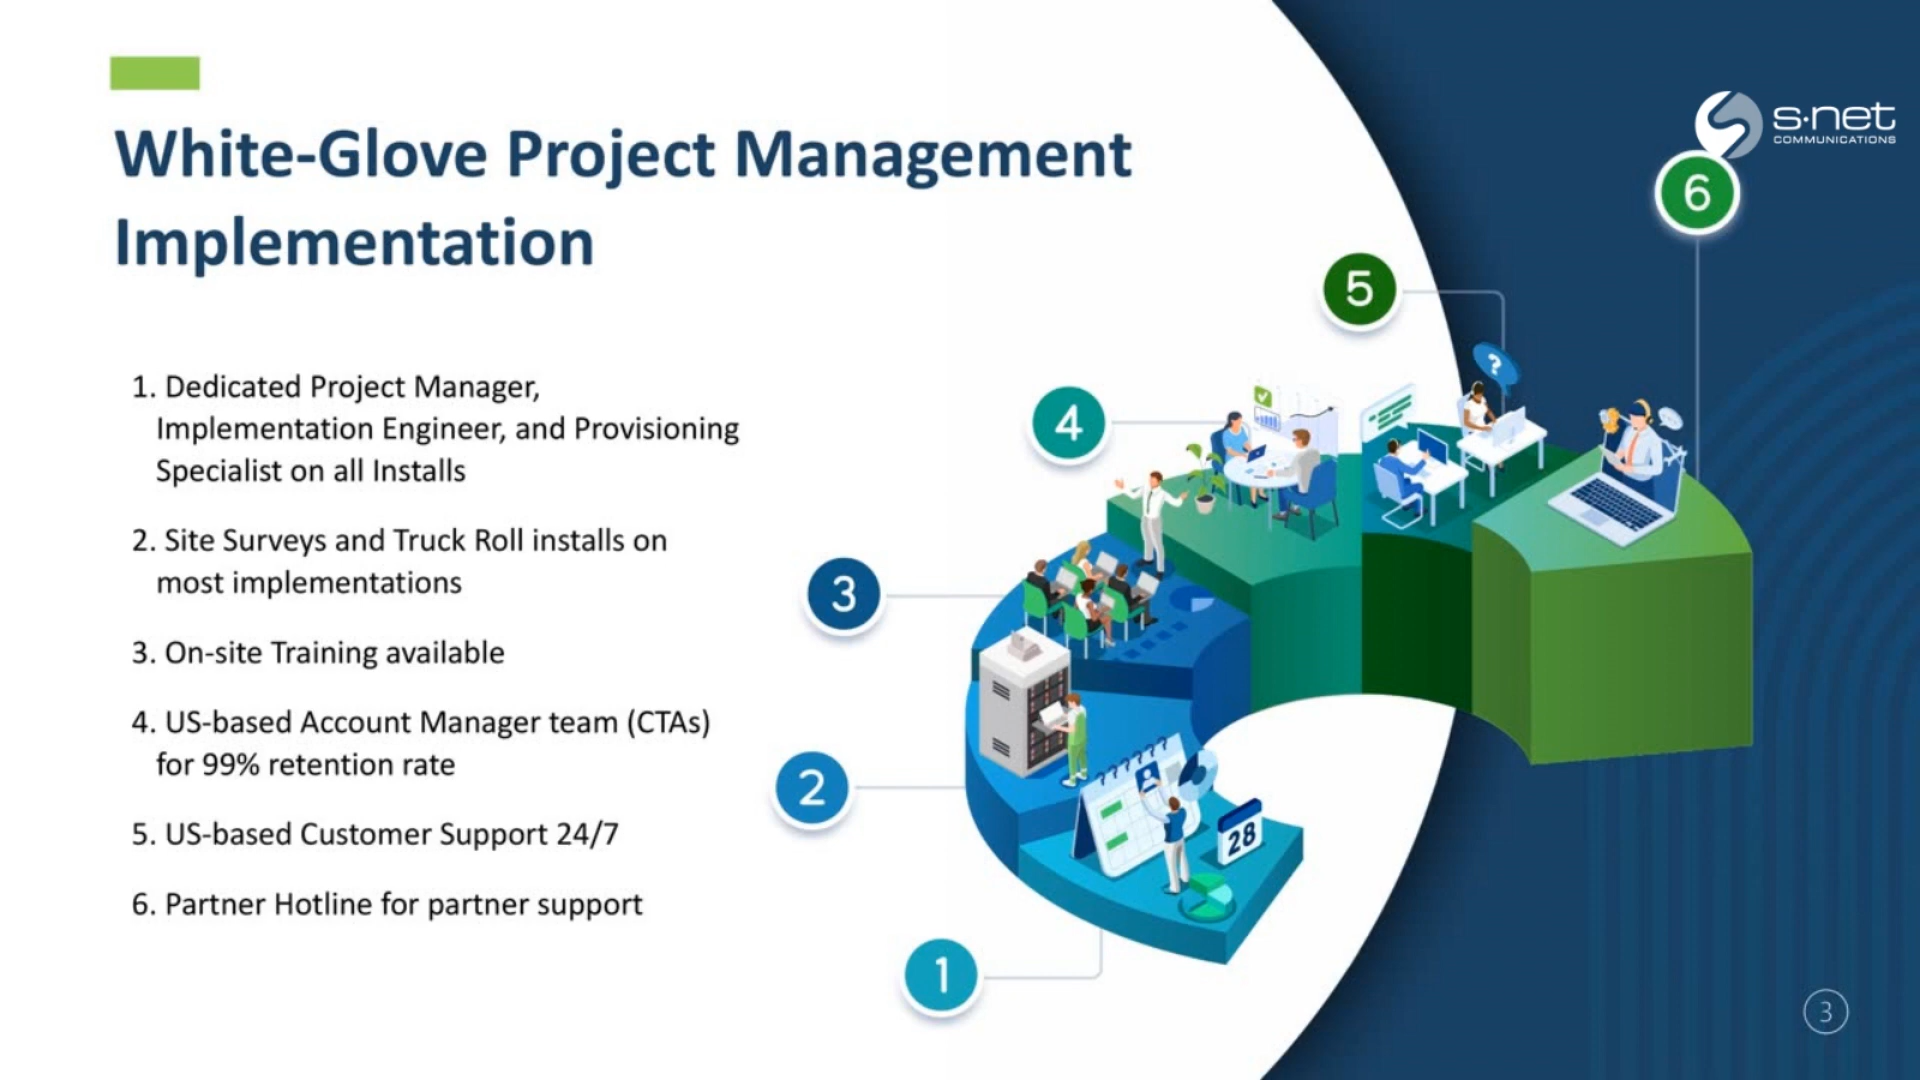 White-Glove Project Management
Implementation
1. Dedicated Project Manager,
Implementation Engineer, and Provisioning
Specialist on all Installs
2. Site Surveys and Truck Roll installs on
most implementations
3. On-site Training available
4. US-based Account Manager team (CTAs)
for 99% retention rate
5. US-based Customer Support 24/7
6. Partner Hotline for partner support
s·net
COMMUNICATIONS
6
5
?
4
3
2
28
1
3